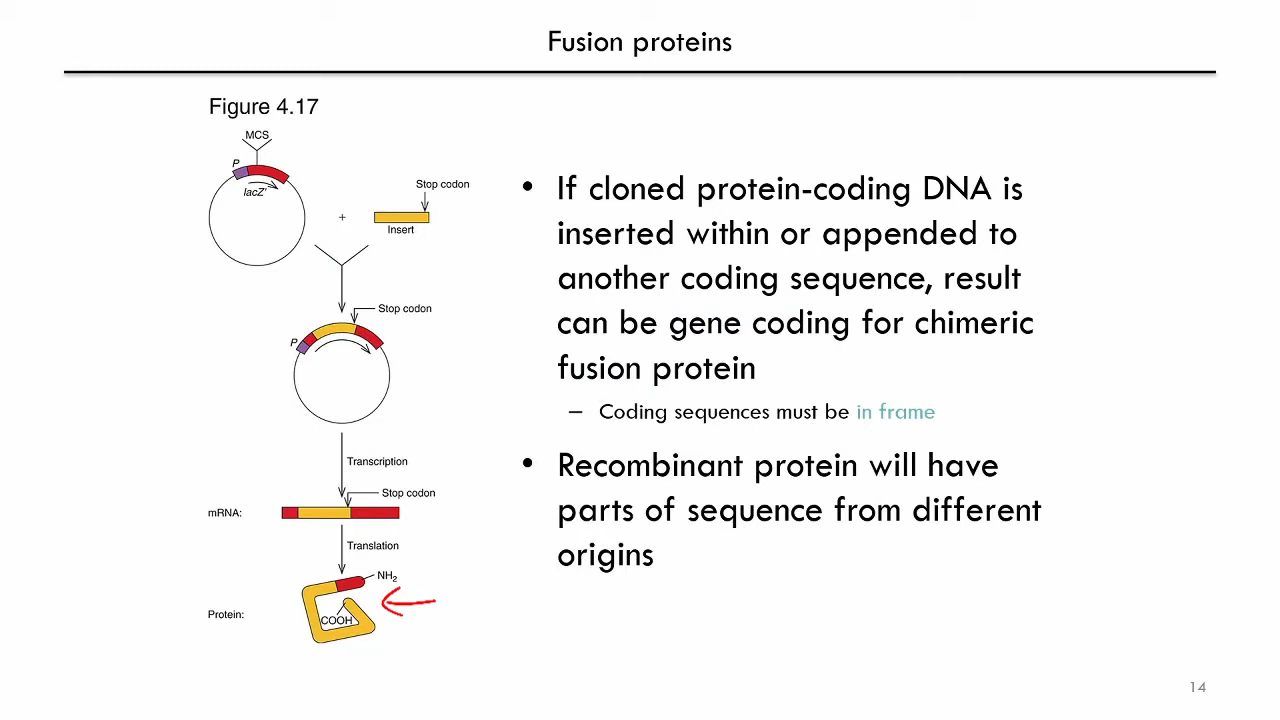 Fusion proteins
Figure 4.17
MCS
P
lacZ'
Stop codon
+
Insert
Stop codon
P
Transcription
Stop codon
mRNA:
Translation
NH₂
Protein:
COOH
• If cloned protein-coding DNA is
inserted within or appended to
another coding sequence, result
can be gene coding for chimeric
fusion protein
– Coding sequences must be in frame
• Recombinant protein will have
parts of sequence from different
origins
14